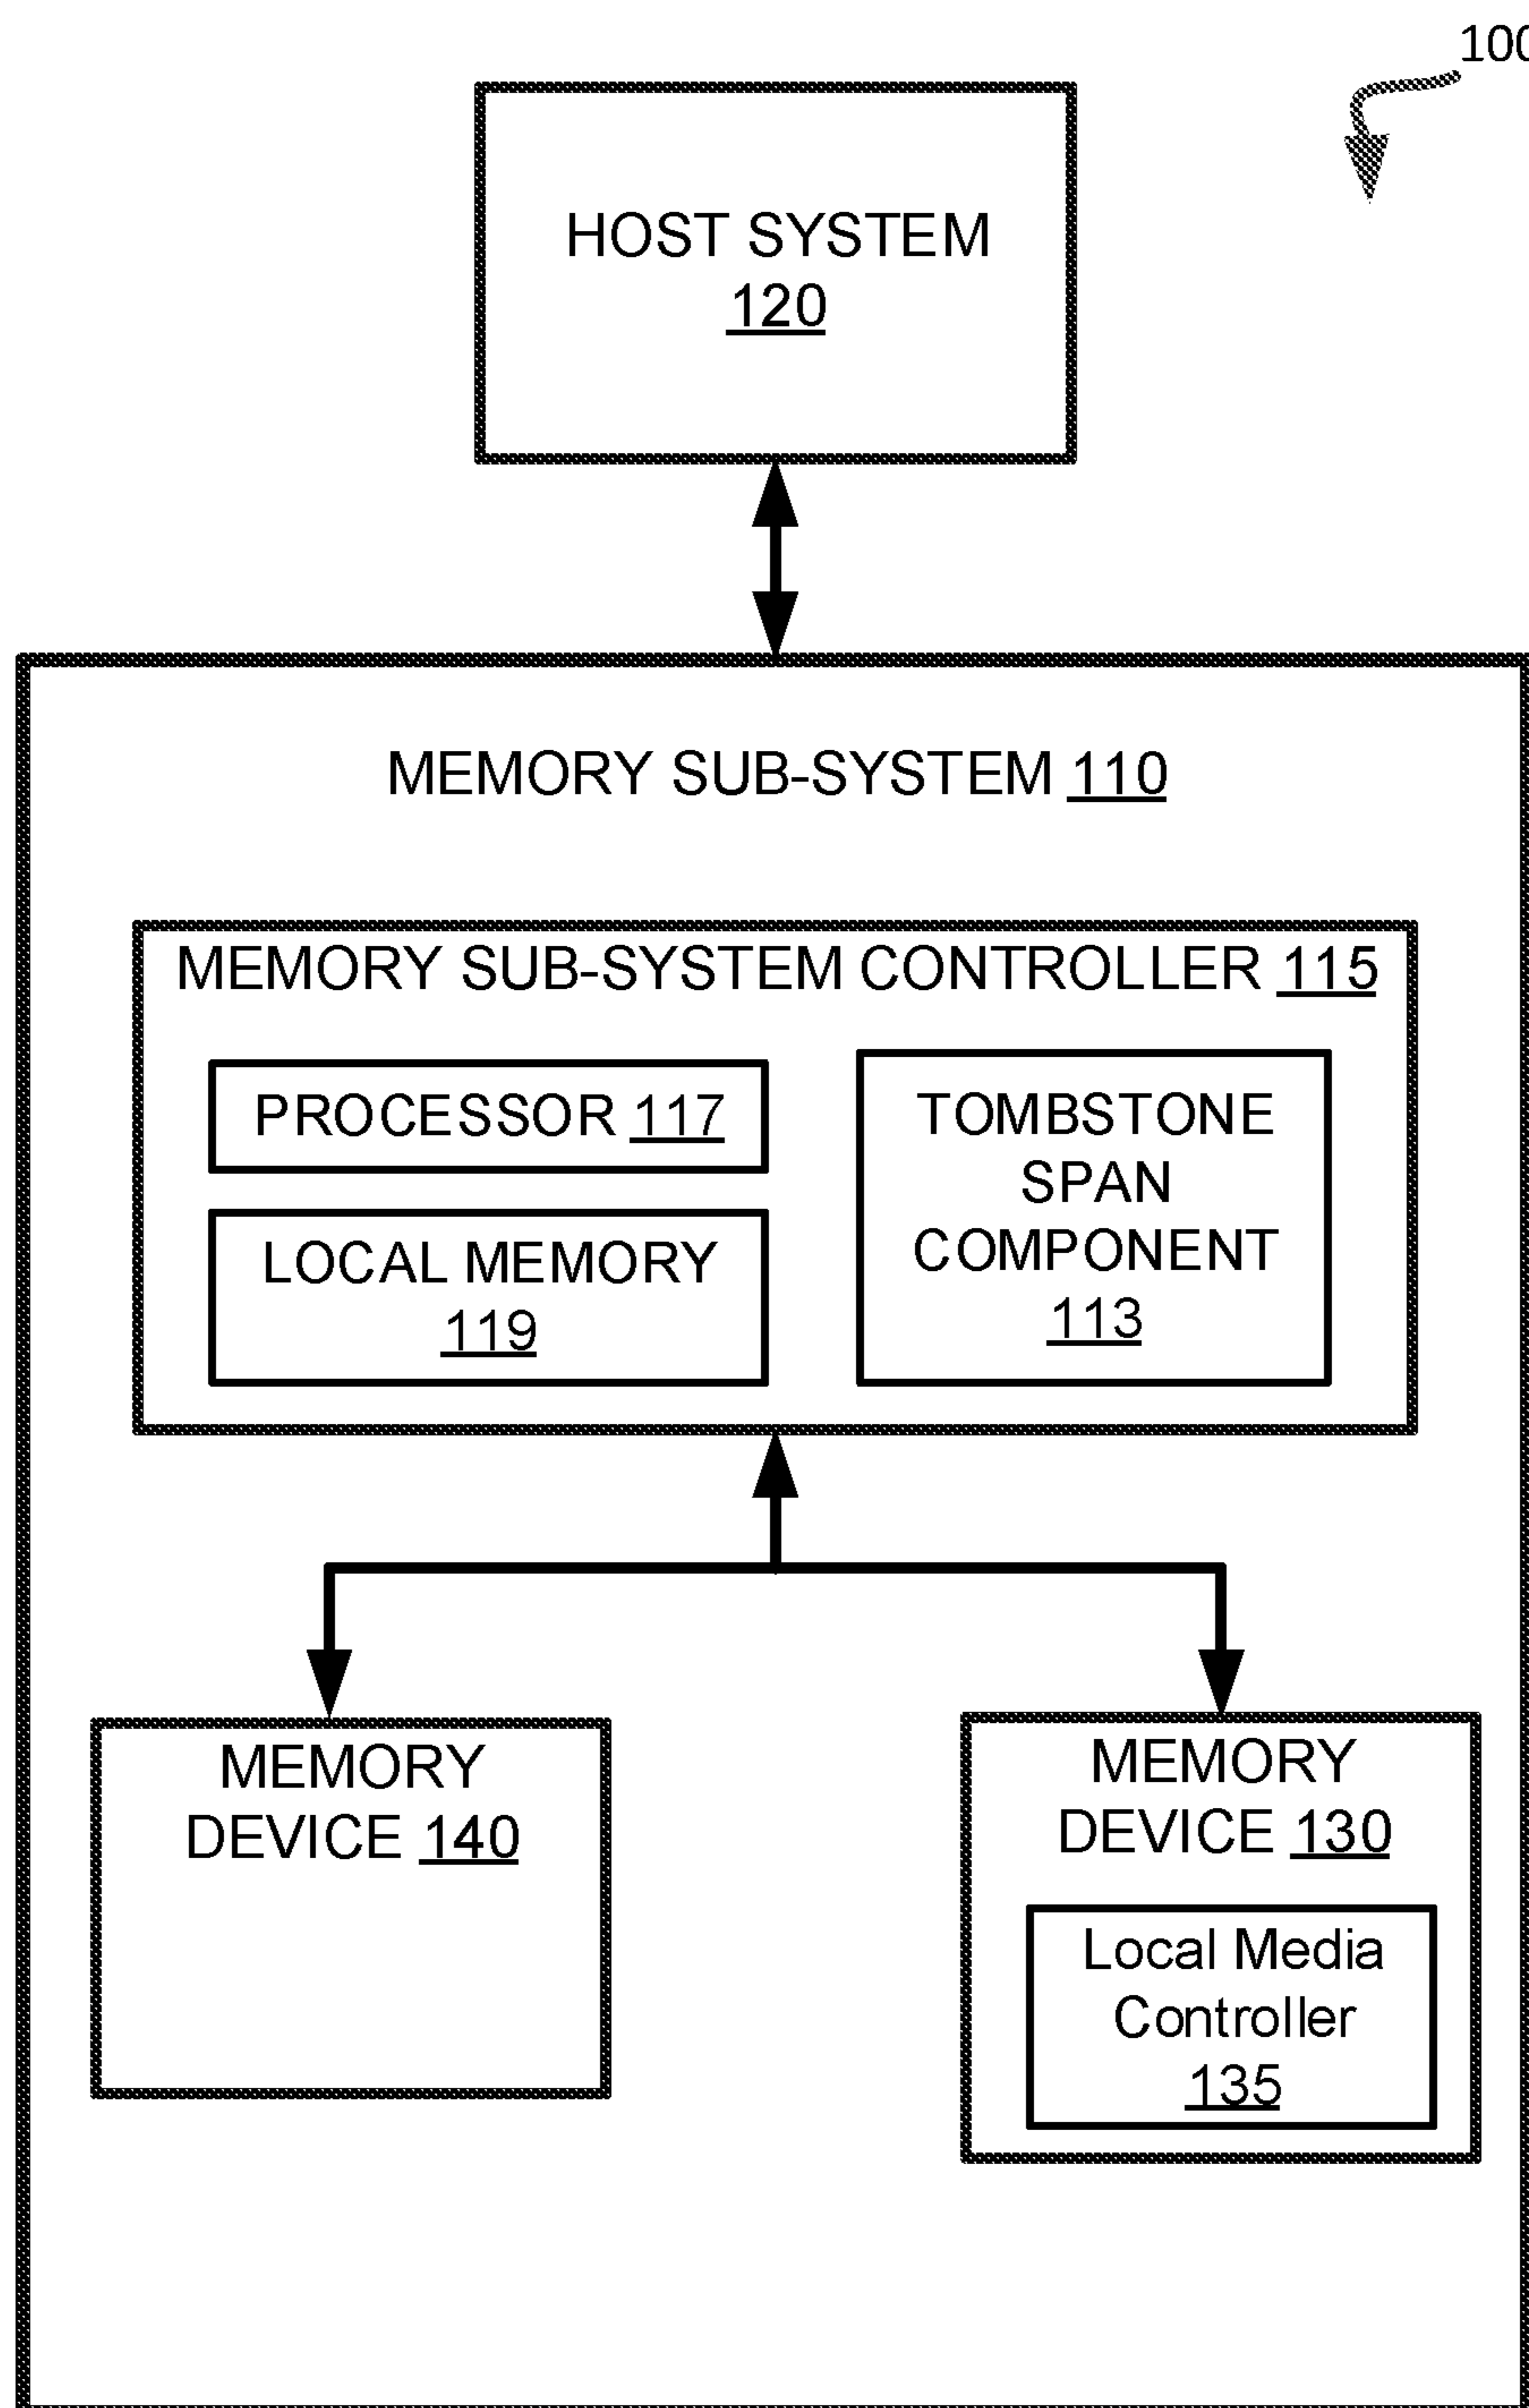 100
HOST SYSTEM
120
MEMORY SUB-SYSTEM 110
MEMORY SUB-SYSTEM CONTROLLER 115
PROCESSOR 117
LOCAL MEMORY
119
TOMBSTONE
SPAN
COMPONENT
113
MEMORY
DEVICE 140
MEMORY
DEVICE 130
Local Media
Controller
135